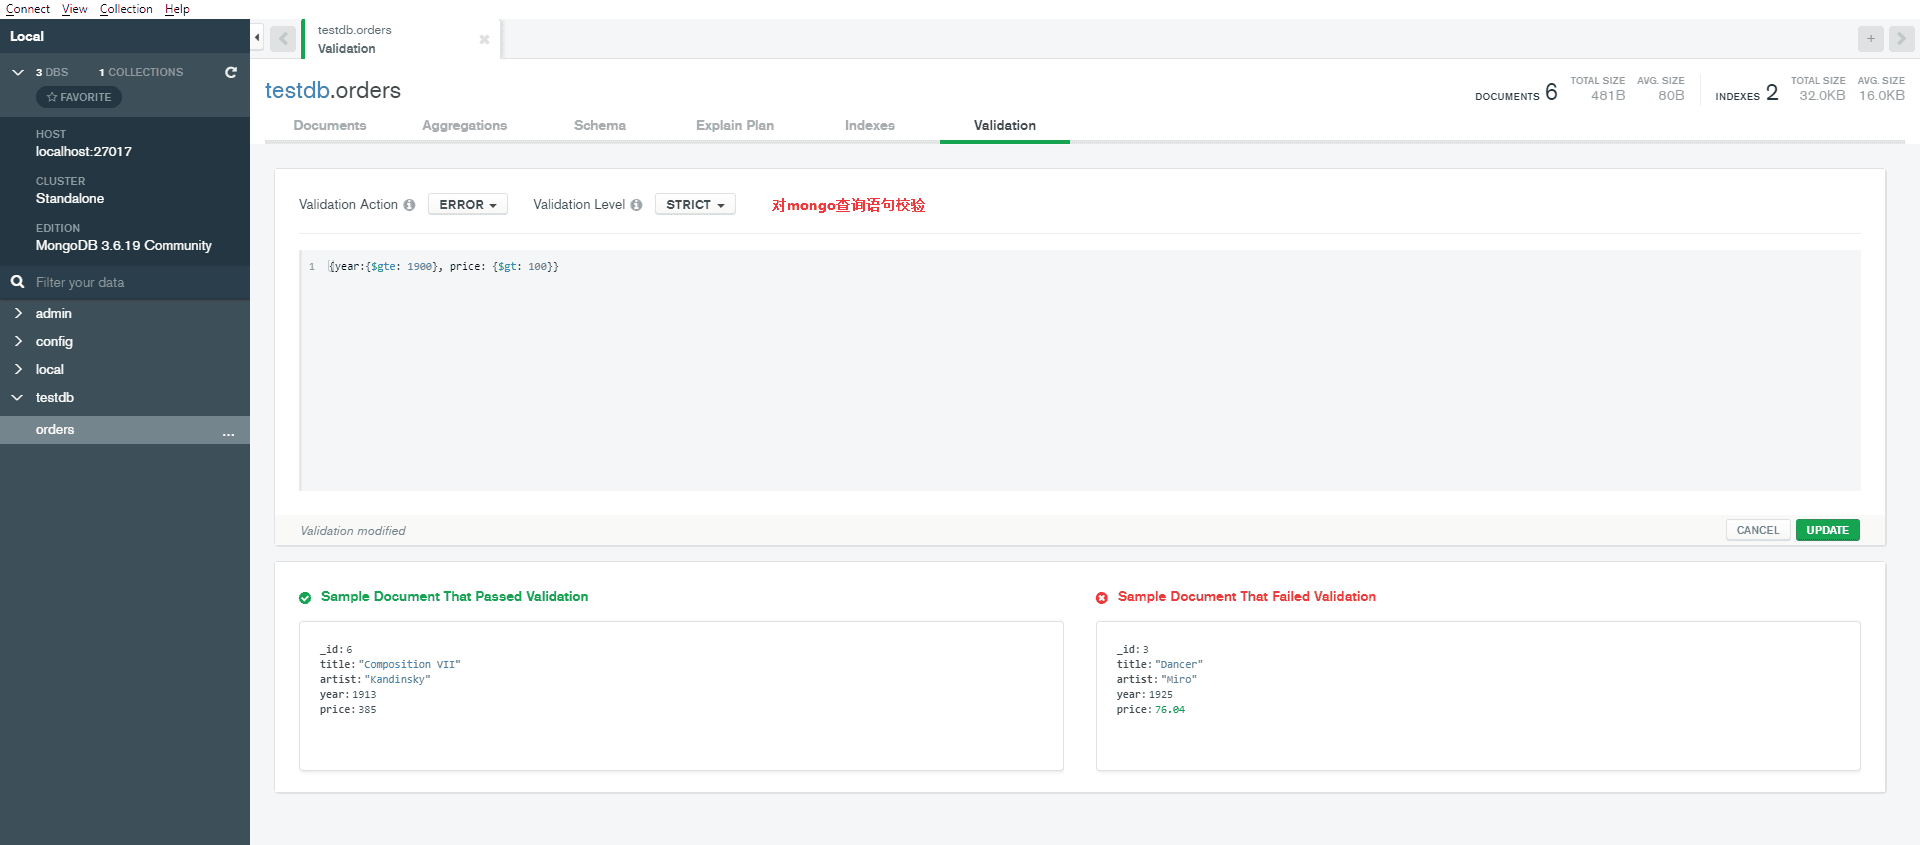 Connect View Collection Help
Local
3 DBS 1 COLLECTIONS
FAVORITE
HOST
localhost:27017
CLUSTER
Standalone
EDITION
MongoDB 3.6.19 Community
Filter your data
admin
config
local
testdb
orders ...
testdb.orders
Validation
testdb.orders
DOCUMENTS 6 TOTAL SIZE 481B AVG. SIZE 80B INDEXES 2 TOTAL SIZE 32.0KB AVG. SIZE 16.0KB
Documents Aggregations Schema Explain Plan Indexes Validation
Validation Action ERROR Validation Level STRICT 对mongo查询语句校验
1 {year:{$gte: 1900}, price: {$gt: 100}}
Validation modified CANCEL UPDATE
Sample Document That Passed Validation
_id: 6
title: "Composition VII"
artist: "Kandinsky"
year: 1913
price: 385
Sample Document That Failed Validation
_id: 3
title: "Dancer"
artist: "Miro"
year: 1925
price: 76.04